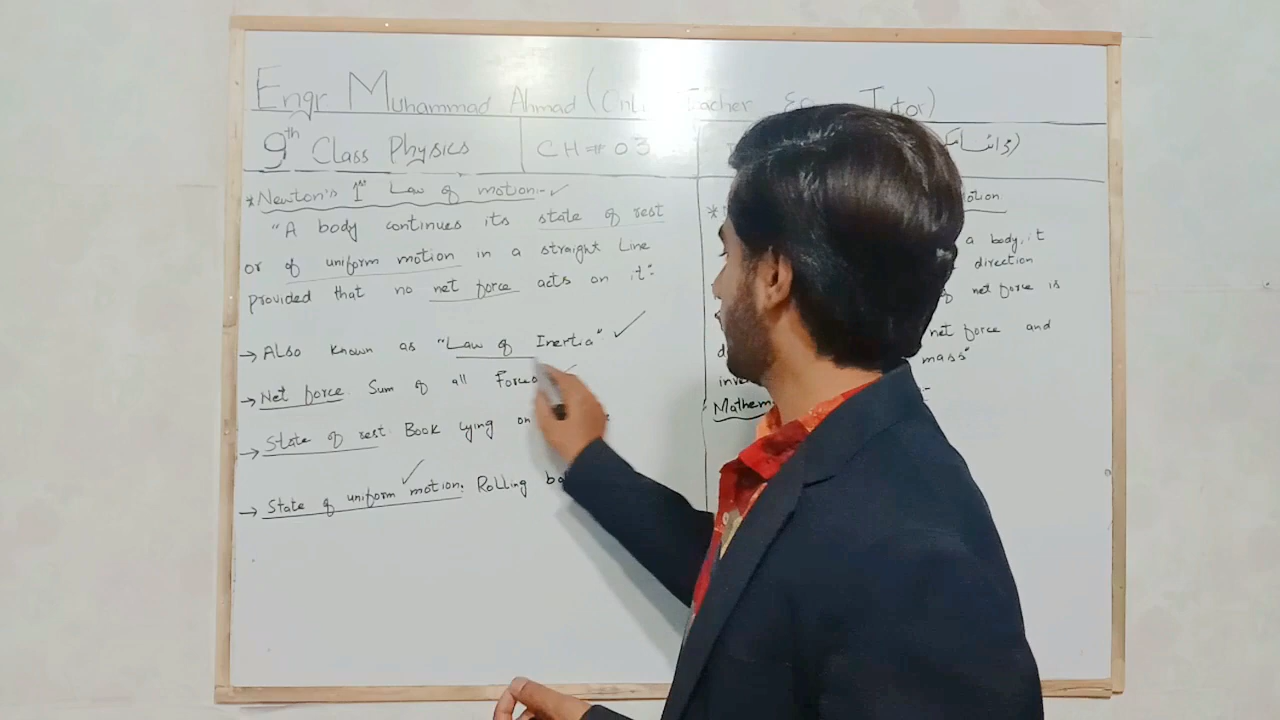 Engr Muhammad Ahmad (Onli Teacher & Tutor)
9th Class Physics
CH # 03
*Newton's 1st Law of motion:-
"A body continues its state of rest
or of uniform motion in a straight Line
provided that no net force acts on it":
→ Also known as "Law of Inertia"
→ Net force Sum of all Forces
→ State of rest Book lying on
→ State of uniform motion: Rolling
*
otion
a body, it
direction
of net force is
net force and
mass"
Mathem